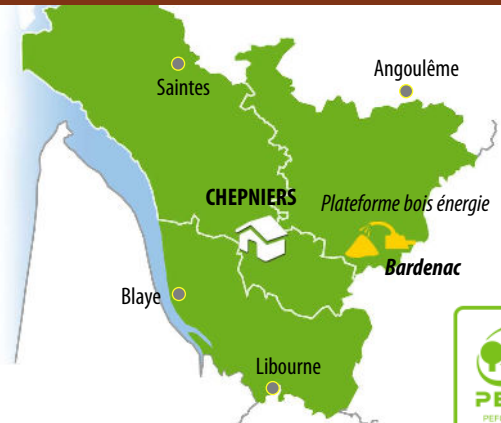 Saintes
Angoulême
CHEPNIERS
Plateforme bois énergie
Bardenac
Blaye
Libourne